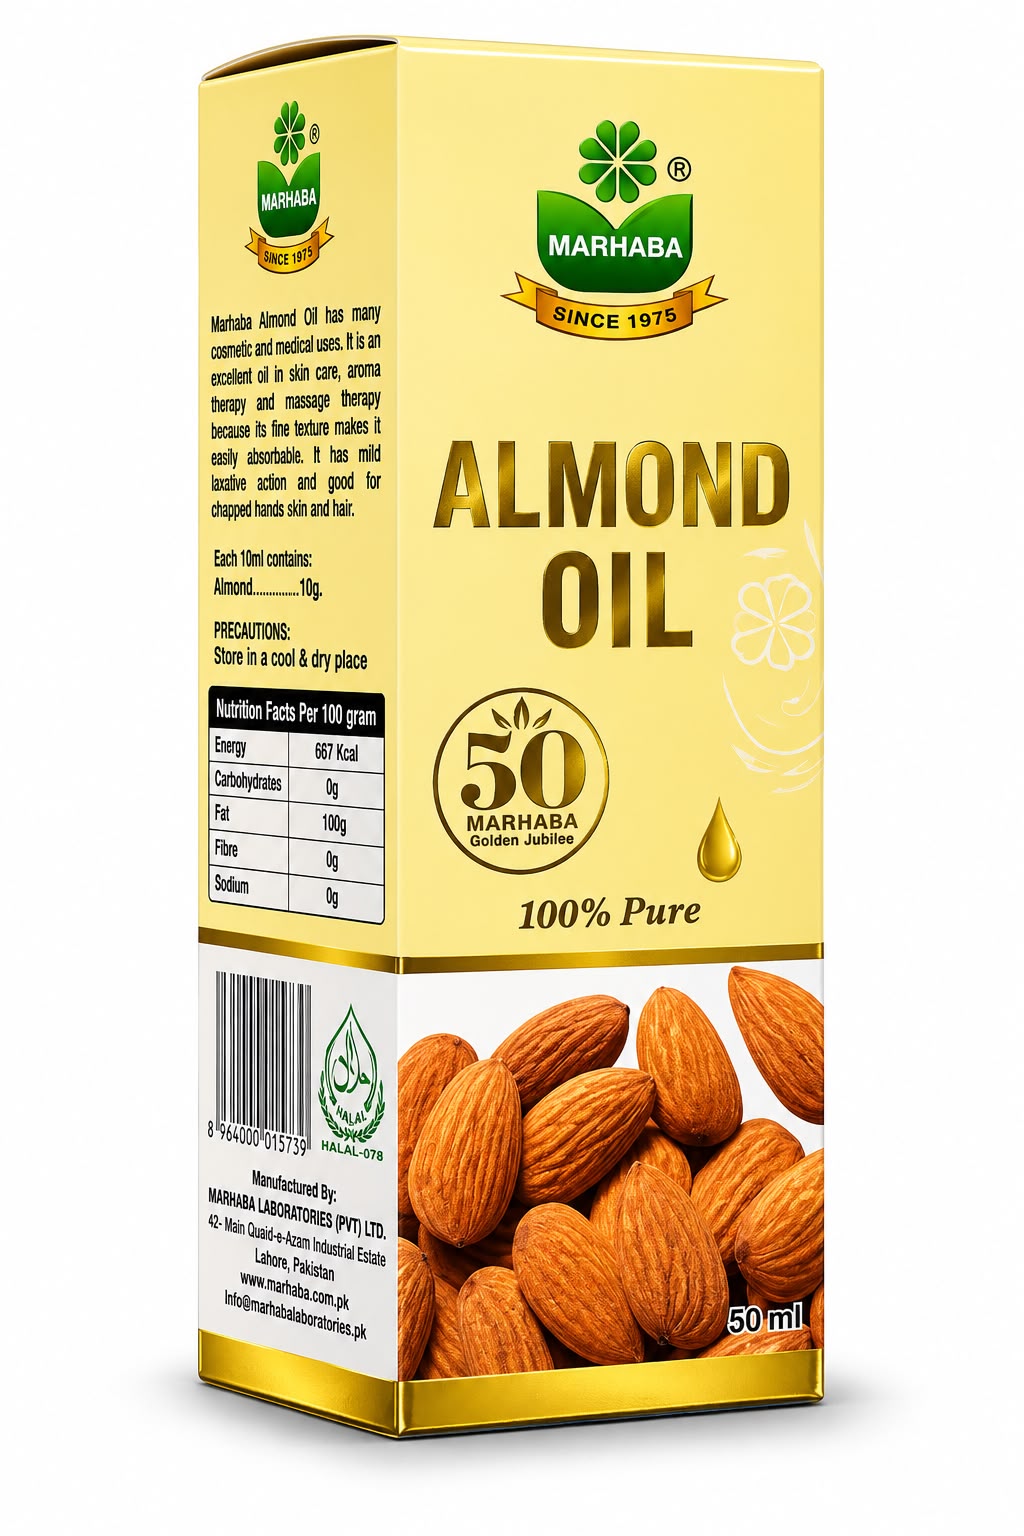 MARHABA
®
SINCE 1975
Marhaba Almond Oil has many
cosmetic and medical uses. It is an
excellent oil in skin care, aroma
therapy and massage therapy
because its fine texture makes it
easily absorbable. It has mild
laxative action and good for
chapped hands skin and hair.
Each 10ml contains:
Almond..............10g.
PRECAUTIONS:
Store in a cool & dry place
Nutrition Facts Per 100 gram
Energy 667 Kcal
Carbohydrates 0g
Fat 100g
Fibre 0g
Sodium 0g
8 964000 015739
حلال
HALAL
HALAL-078
Manufactured By:
MARHABA LABORATORIES (PVT) LTD.
42- Main Quaid-e-Azam Industrial Estate
Lahore, Pakistan
www.marhaba.com.pk
Info@marhabalaboratories.pk
®
MARHABA
SINCE 1975
ALMOND
OIL
50
MARHABA
Golden Jubilee
100% Pure
50 ml